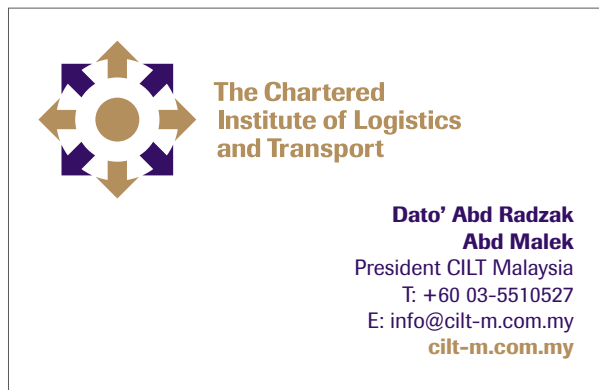 The Chartered
Institute of Logistics
and Transport
Dato’ Abd Radzak
Abd Malek
President CILT Malaysia
T: +60 03-5510527
E: info@cilt-m.com.my
cilt-m.com.my